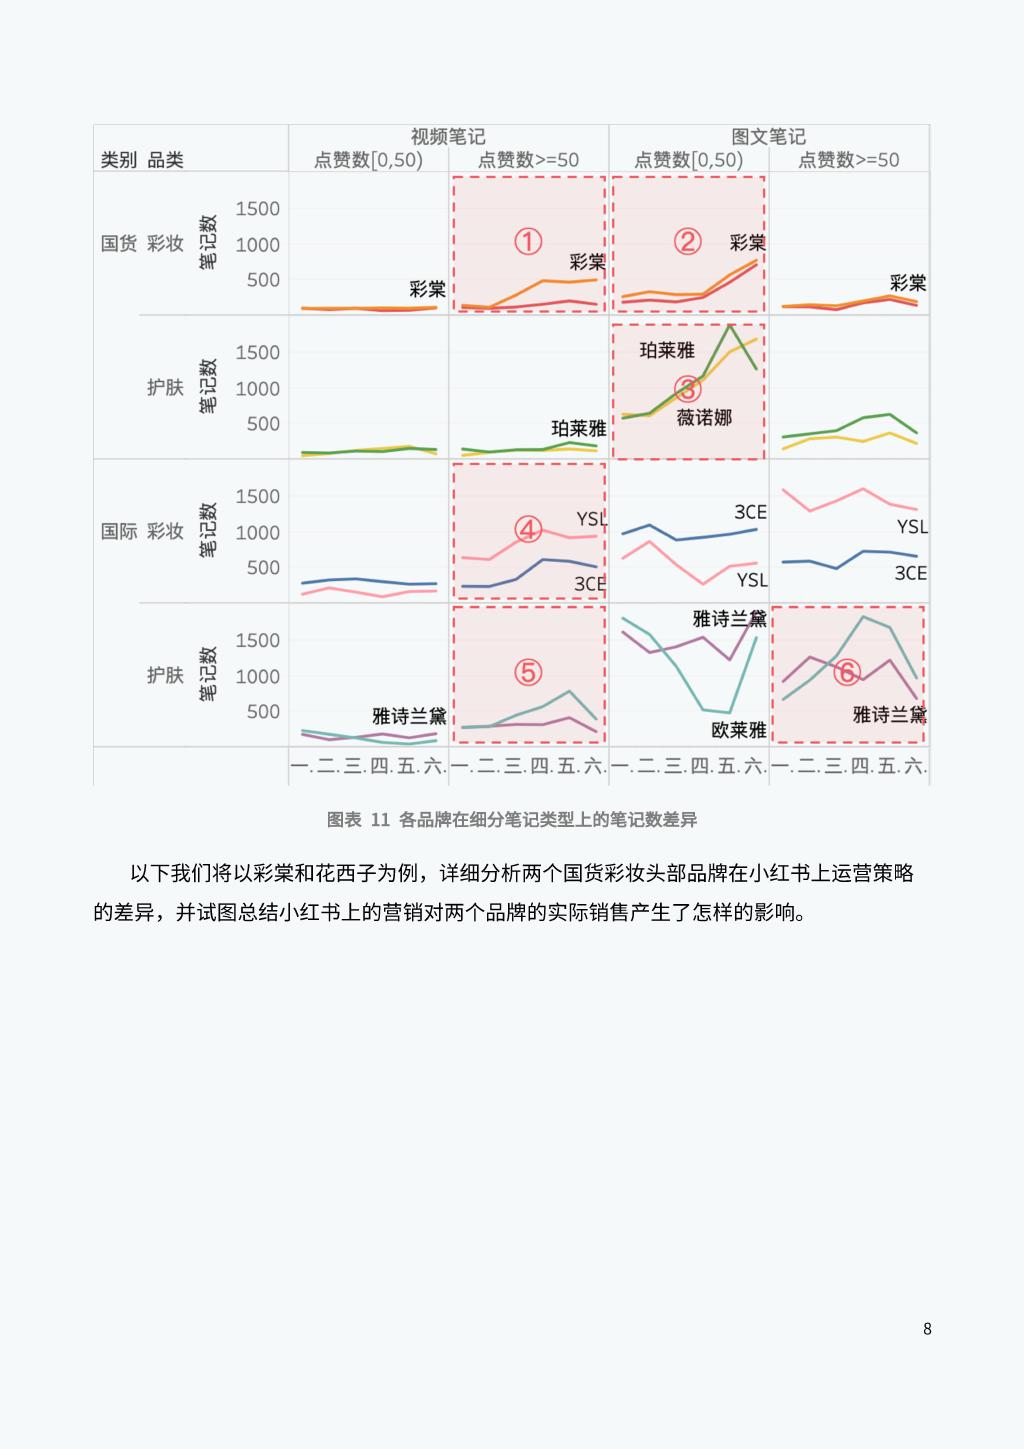 视频笔记 图文笔记
类别 品类 点赞数[0,50) 点赞数>=50 点赞数[0,50) 点赞数>=50
国货 彩妆 笔记数 1500 1000 500 彩棠 ① 彩棠 ② 彩棠 彩棠
护肤 笔记数 1500 1000 500 珀莱雅 珀莱雅 ③ 薇诺娜
国际 彩妆 笔记数 1500 1000 500 ④ YSL 3CE 3CE YSL YSL 3CE
护肤 笔记数 1500 1000 500 雅诗兰黛 ⑤ 雅诗兰黛 欧莱雅 ⑥ 雅诗兰黛
一.二.三.四.五.六. 一.二.三.四.五.六. 一.二.三.四.五.六. 一.二.三.四.五.六.
图表 11 各品牌在细分笔记类型上的笔记数差异
以下我们将以彩棠和花西子为例，详细分析两个国货彩妆头部品牌在小红书上运营策略
的差异，并试图总结小红书上的营销对两个品牌的实际销售产生了怎样的影响。
8